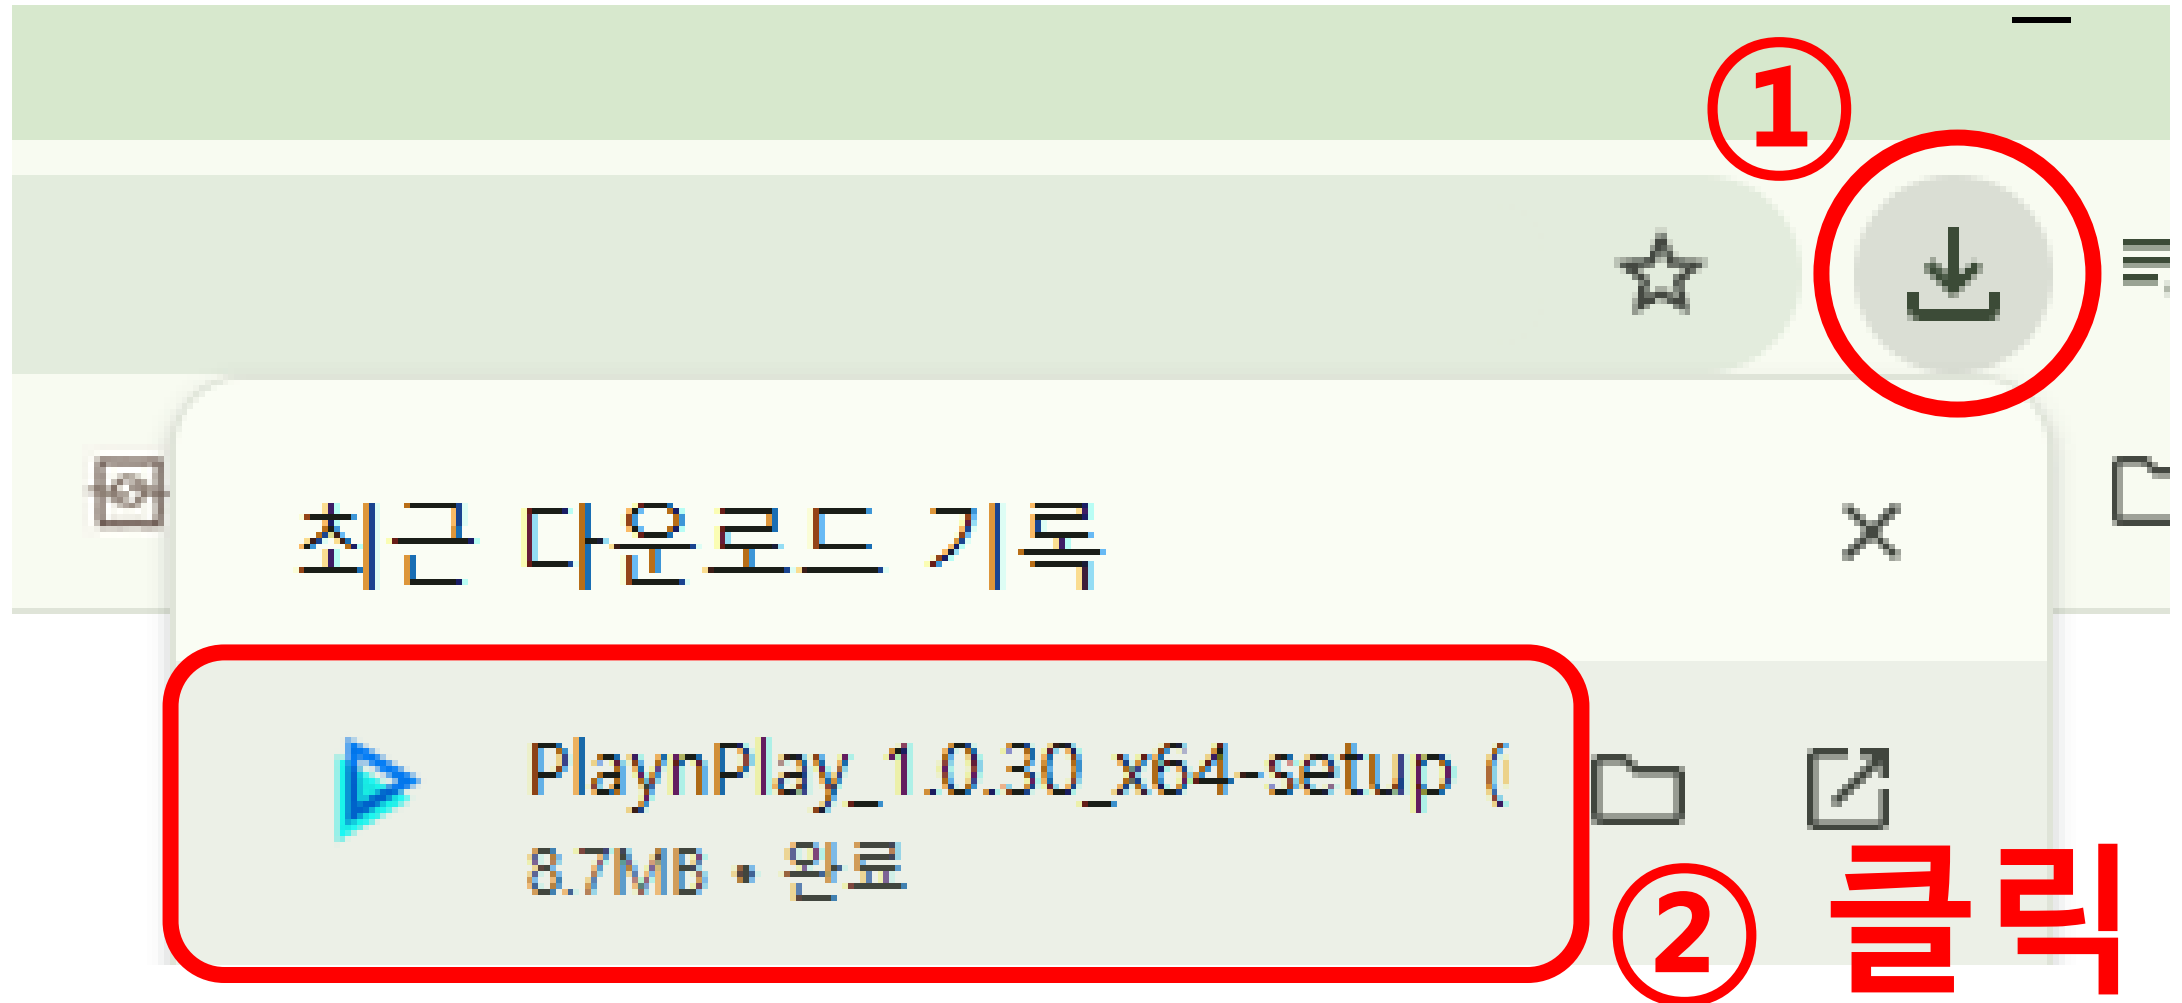 ①
최근 다운로드 기록
PlaynPlay_1.0.30_x64-setup (
8.7MB • 완료
② 클릭